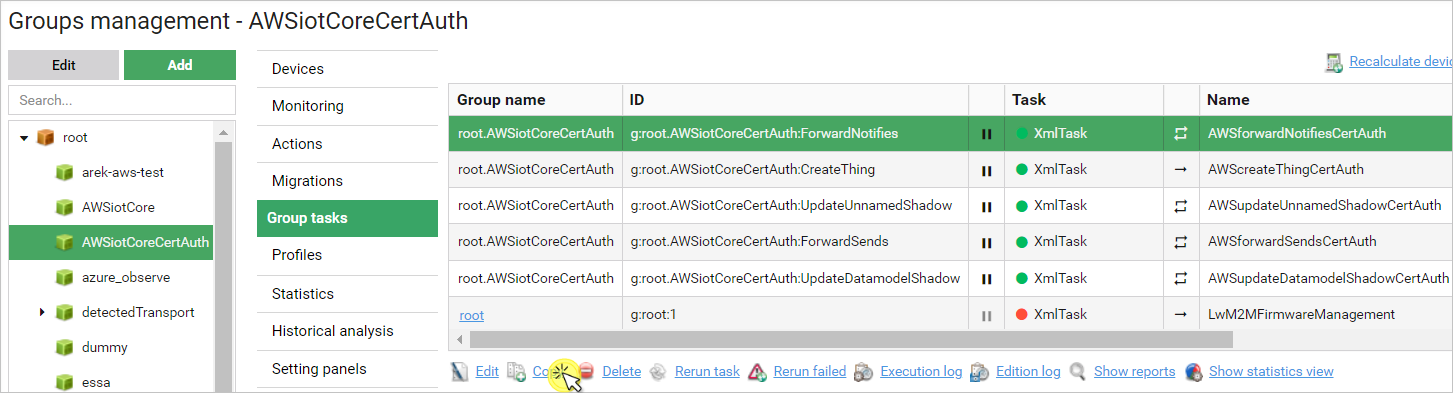 Groups management - AWSiotCoreCertAuth
Edit
Add
Search...
root
arek-aws-test
AWSiotCore
AWSiotCoreCertAuth
azure_observe
detectedTransport
dummy
essa
Devices
Monitoring
Actions
Migrations
Group tasks
Profiles
Statistics
Historical analysis
Setting panels
Recalculate devic
Group name ID Task Name
root.AWSiotCoreCertAuth g:root.AWSiotCoreCertAuth:ForwardNotifies XmlTask AWSforwardNotifiesCertAuth
root.AWSiotCoreCertAuth g:root.AWSiotCoreCertAuth:CreateThing XmlTask AWScreateThingCertAuth
root.AWSiotCoreCertAuth g:root.AWSiotCoreCertAuth:UpdateUnnamedShadow XmlTask AWSupdateUnnamedShadowCertAuth
root.AWSiotCoreCertAuth g:root.AWSiotCoreCertAuth:ForwardSends XmlTask AWSforwardSendsCertAuth
root.AWSiotCoreCertAuth g:root.AWSiotCoreCertAuth:UpdateDatamodelShadow XmlTask AWSupdateDatamodelShadowCertAuth
root g:root:1 XmlTask LwM2MFirmwareManagement
Edit Delete Rerun task Rerun failed Execution log Edition log Show reports Show statistics view